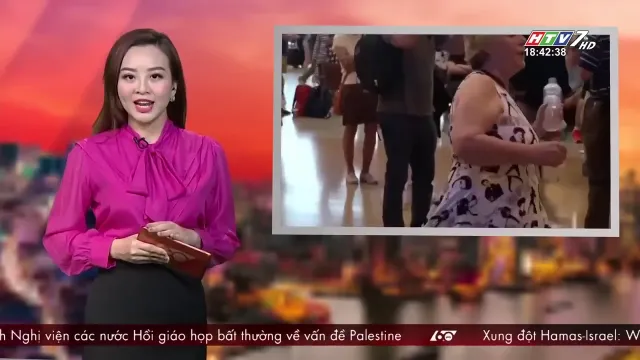 HTV7 HD
18:42:38
h Nghị viện các nước Hồi giáo họp bất thường về vấn đề Palestine 60 Xung đột Hamas-Israel: W